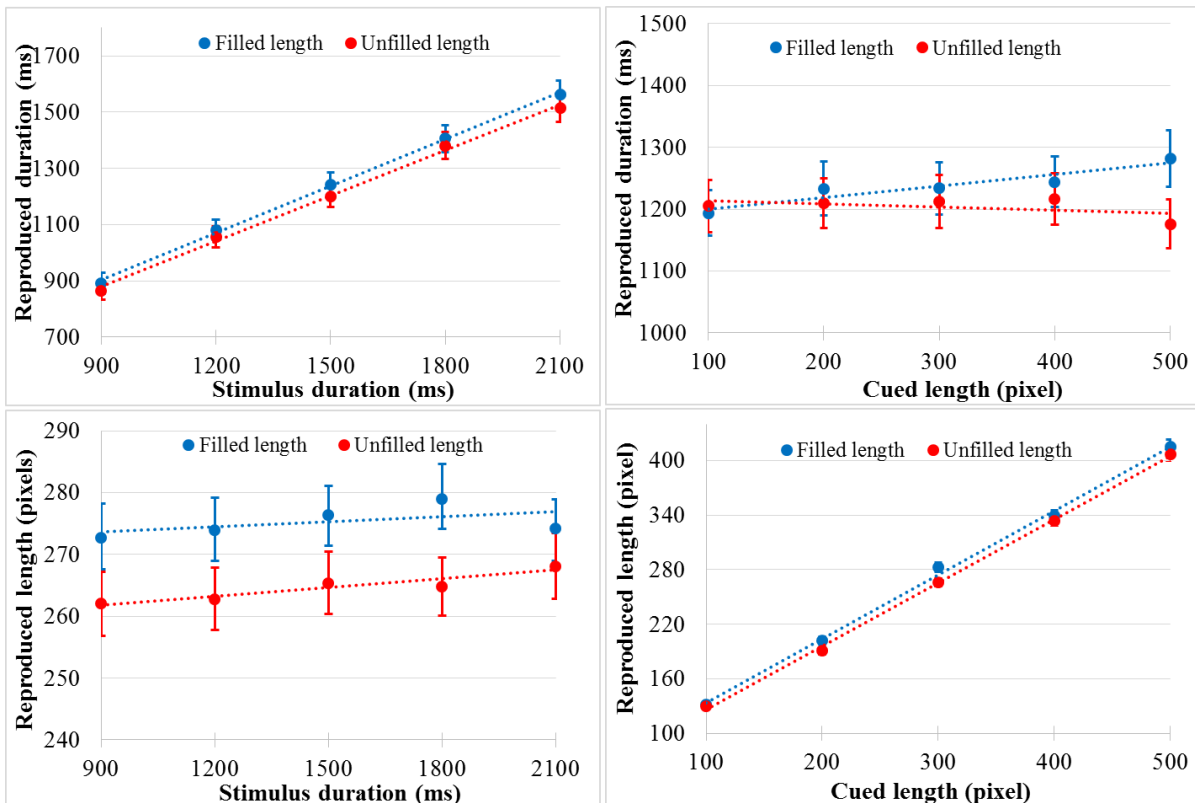 Reproduced duration (ms)
1700
1500
1300
1100
900
700
Filled length Unfilled length
900 1200 1500 1800 2100
Stimulus duration (ms)
Reproduced duration (ms)
1500
1400
1300
1200
1100
1000
Filled length Unfilled length
100 200 300 400 500
Cued length (pixel)
Reproduced length (pixels)
290
280
270
260
250
240
Filled length Unfilled length
900 1200 1500 1800 2100
Stimulus duration (ms)
Reproduced length (pixel)
400
340
280
220
160
100
Filled length Unfilled length
100 200 300 400 500
Cued length (pixel)